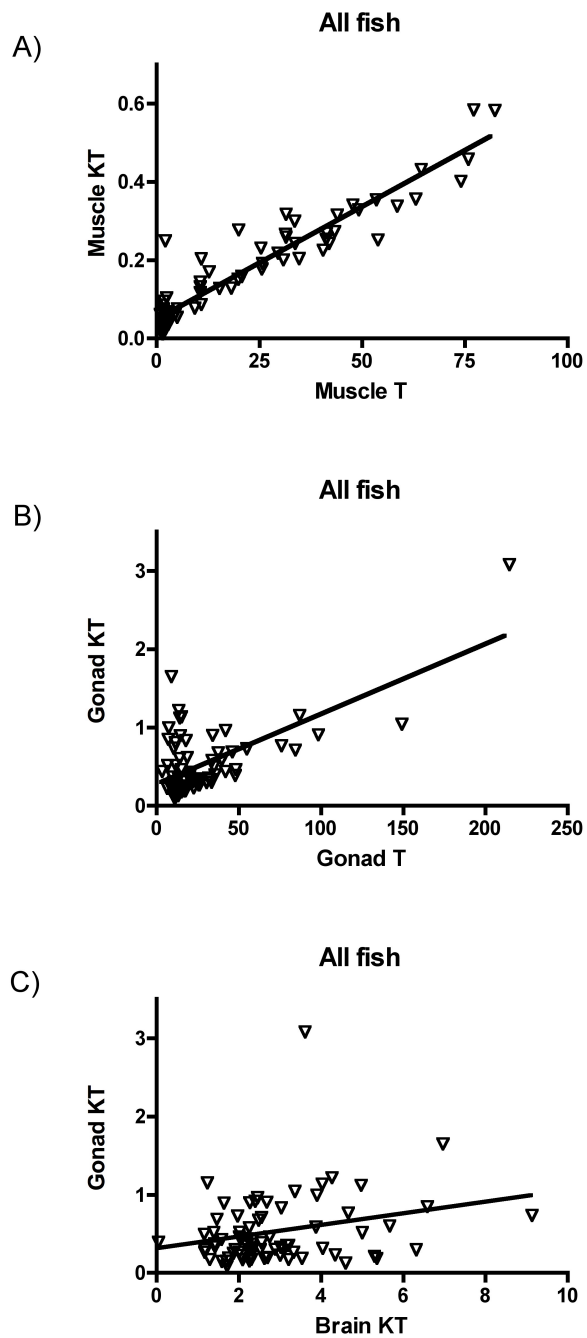 A)
All fish
Muscle KT
0.6
0.4
0.2
0.0
0 25 50 75 100
Muscle T
B)
All fish
Gonad KT
3
2
1
0
0 50 100 150 200 250
Gonad T
C)
All fish
Gonad KT
3
2
1
0
0 2 4 6 8 10
Brain KT